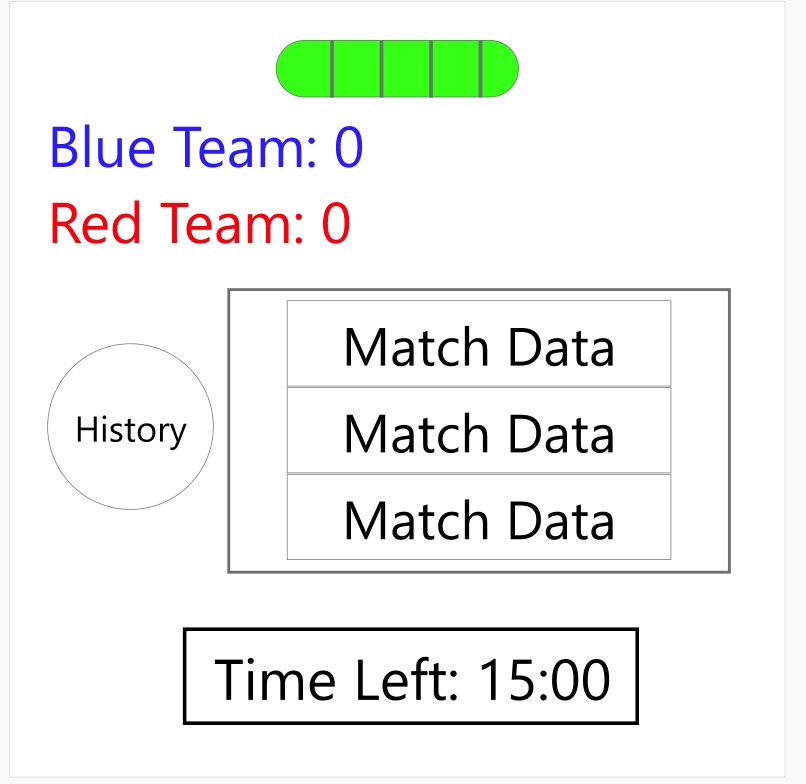 Blue Team: 0
Red Team: 0
History
Match Data
Match Data
Match Data
Time Left: 15:00